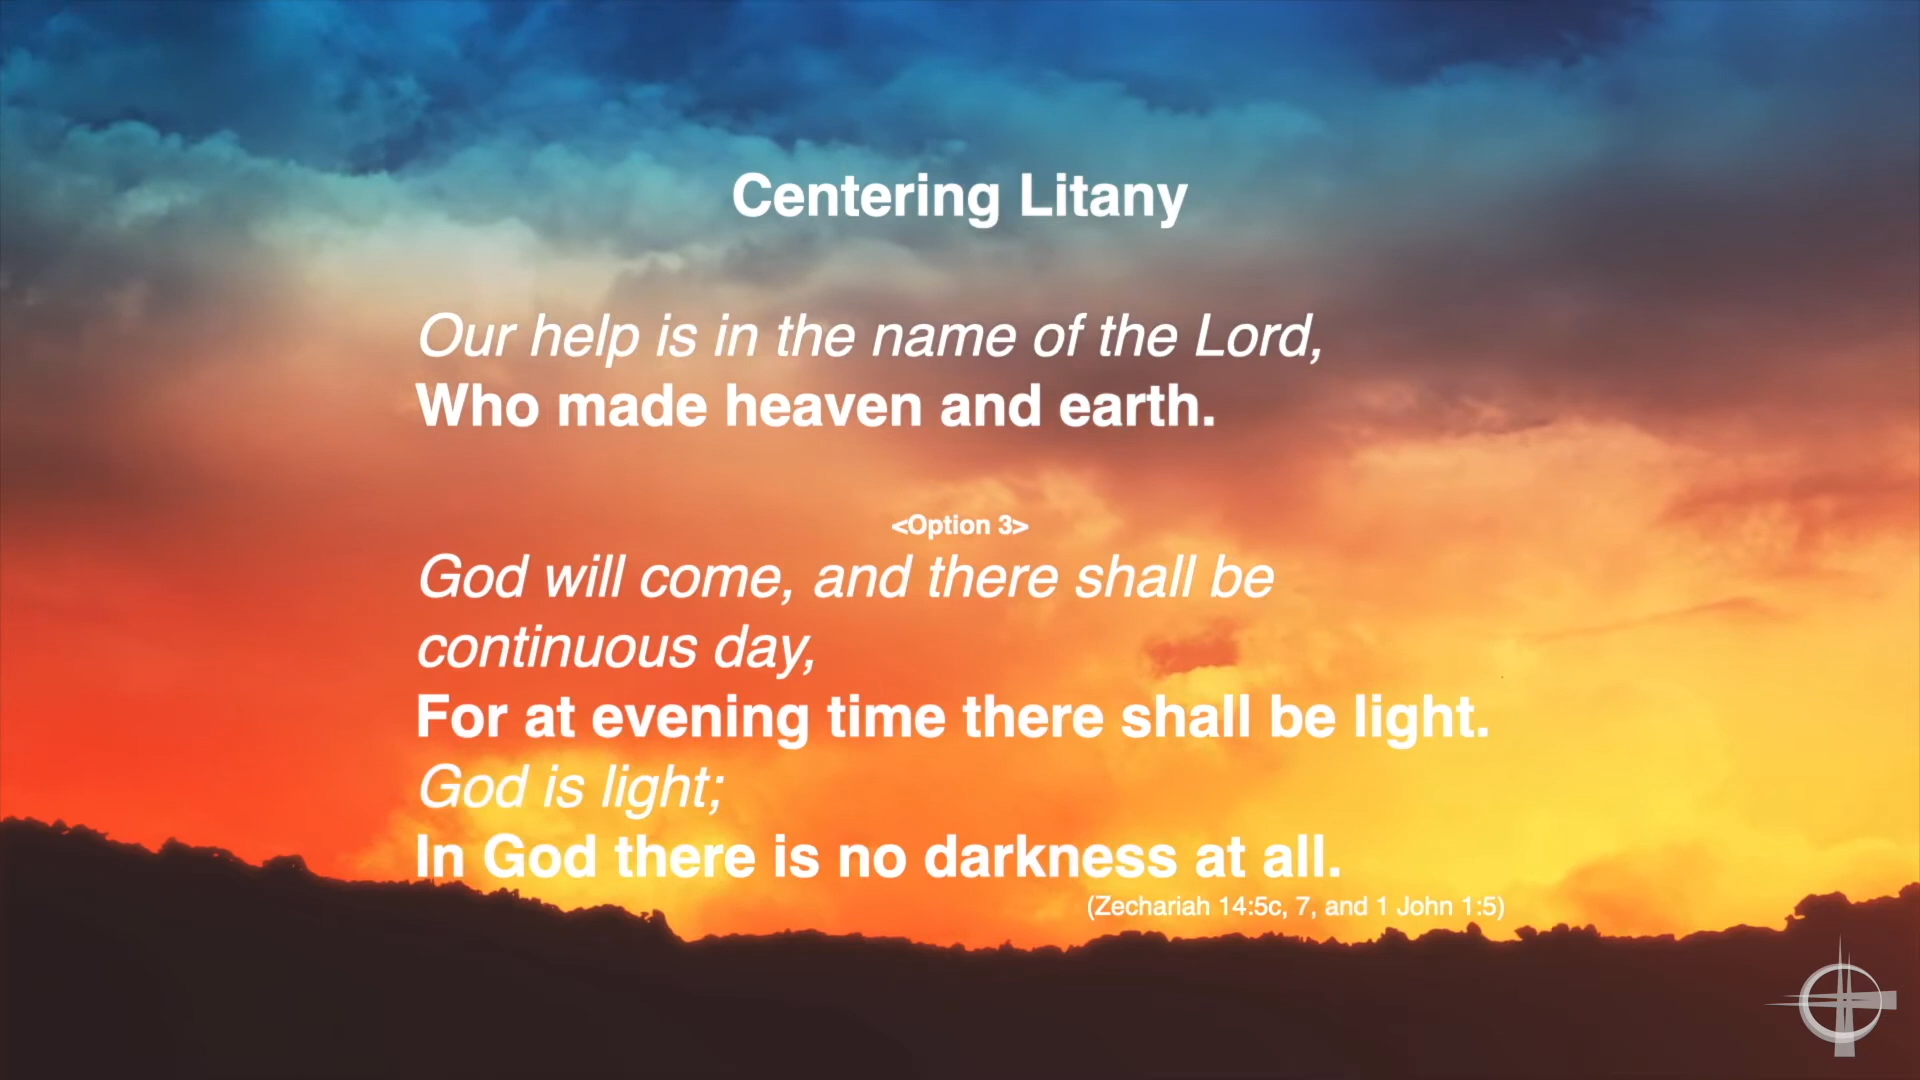 Centering Litany
Our help is in the name of the Lord,
Who made heaven and earth.
<Option 3>
God will come, and there shall be
continuous day,
For at evening time there shall be light.
God is light;
In God there is no darkness at all.
(Zechariah 14:5c, 7, and 1 John 1:5)